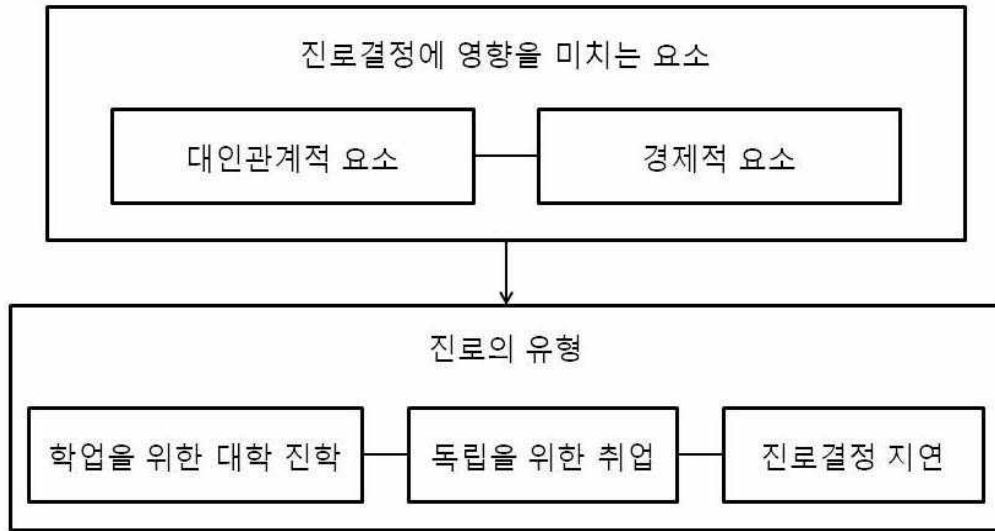 진로결정에 영향을 미치는 요소
대인관계적 요소
경제적 요소
진로의 유형
학업을 위한 대학 진학
독립을 위한 취업
진로결정 지연